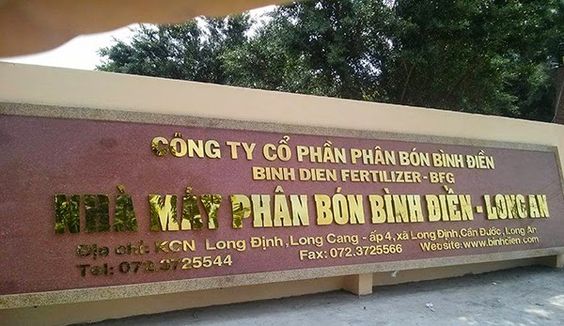 CÔNG TY CỔ PHẦN PHÂN BÓN BÌNH ĐIỀN
BINH DIEN FERTILIZER - BFG
NHÀ MÁY PHÂN BÓN BÌNH ĐIỀN - LONG AN
Địa chỉ: KCN Long Định, Long Cang - ấp 4, xã Long Định, Cần Đước, Long An
Tel: 072.3725544 Fax: 072.3725566 Website: www.binhdien.com